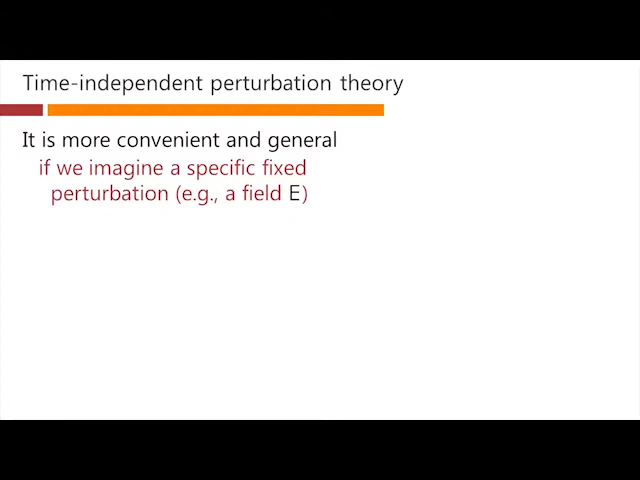 Time-independent perturbation theory
It is more convenient and general
if we imagine a specific fixed
perturbation (e.g., a field E)